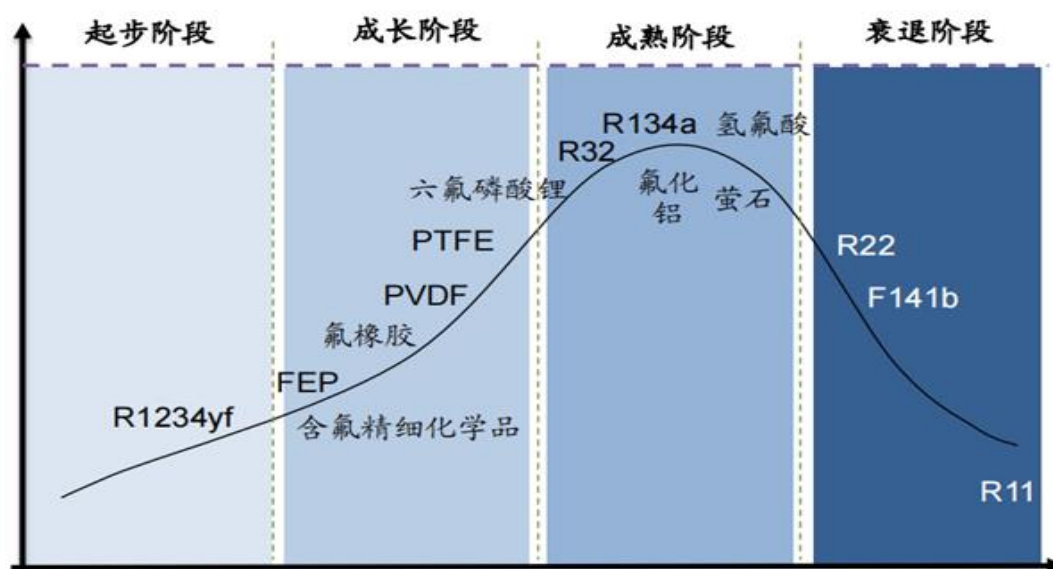 起步阶段
成长阶段
成熟阶段
衰退阶段
R134a
氢氟酸
R32
六氟磷酸锂
氟化
铝
萤石
PTFE
R22
PVDF
F141b
氟橡胶
FEP
R1234yf
含氟精细化学品
R11